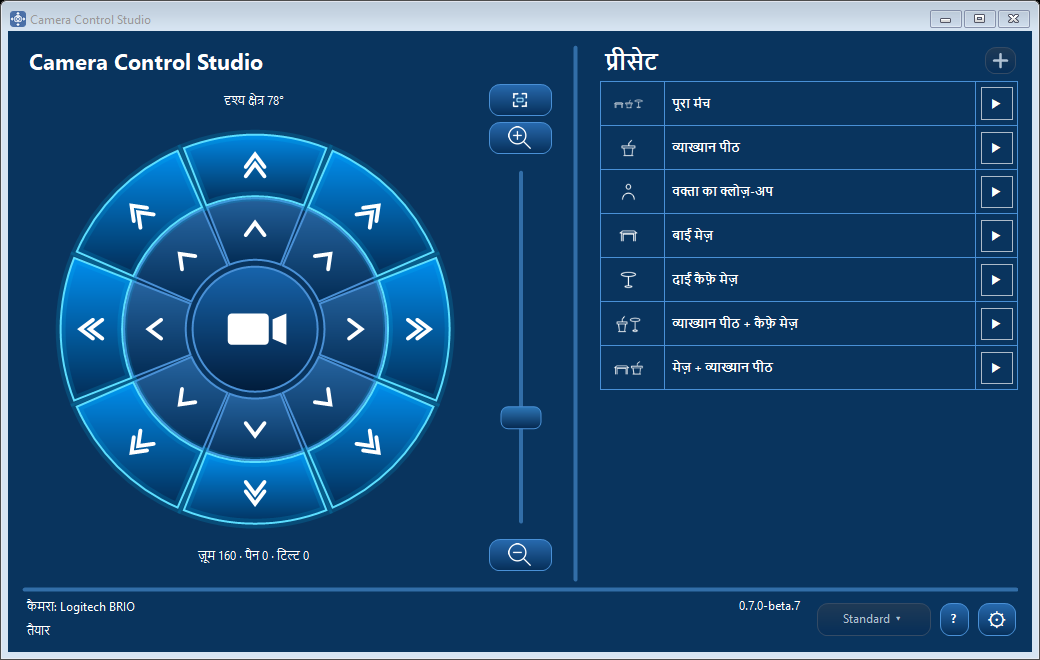 Camera Control Studio
Camera Control Studio
दृश्य क्षेत्र 78°
ज़ूम 160 · पैन 0 · टिल्ट 0
प्रीसेट
पूरा मंच
व्याख्यान पीठ
वक्ता का क्लोज़-अप
बाईं मेज़
दाईं कैफ़े मेज़
व्याख्यान पीठ + कैफ़े मेज़
मेज़ + व्याख्यान पीठ
कैमरा: Logitech BRIO
तैयार
0.7.0-beta.7
Standard
?